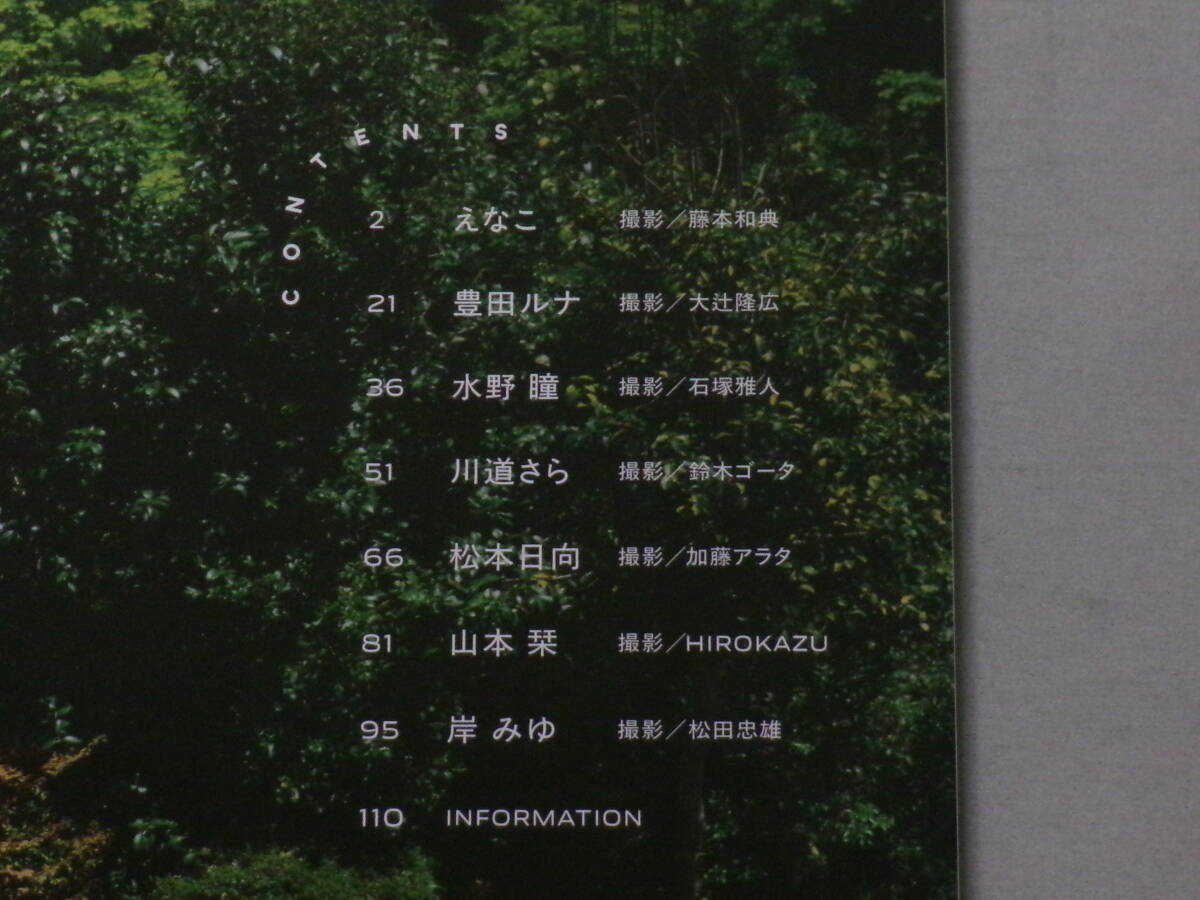 CONTENTS
2 えなこ 撮影／藤本和典
21 豊田ルナ 撮影／大辻隆広
36 水野 瞳 撮影／石塚雅人
51 川道さら 撮影／鈴木ゴータ
66 松本日向 撮影／加藤アラタ
81 山本 栞 撮影／HIROKAZU
95 岸 みゆ 撮影／松田忠雄
110 INFORMATION